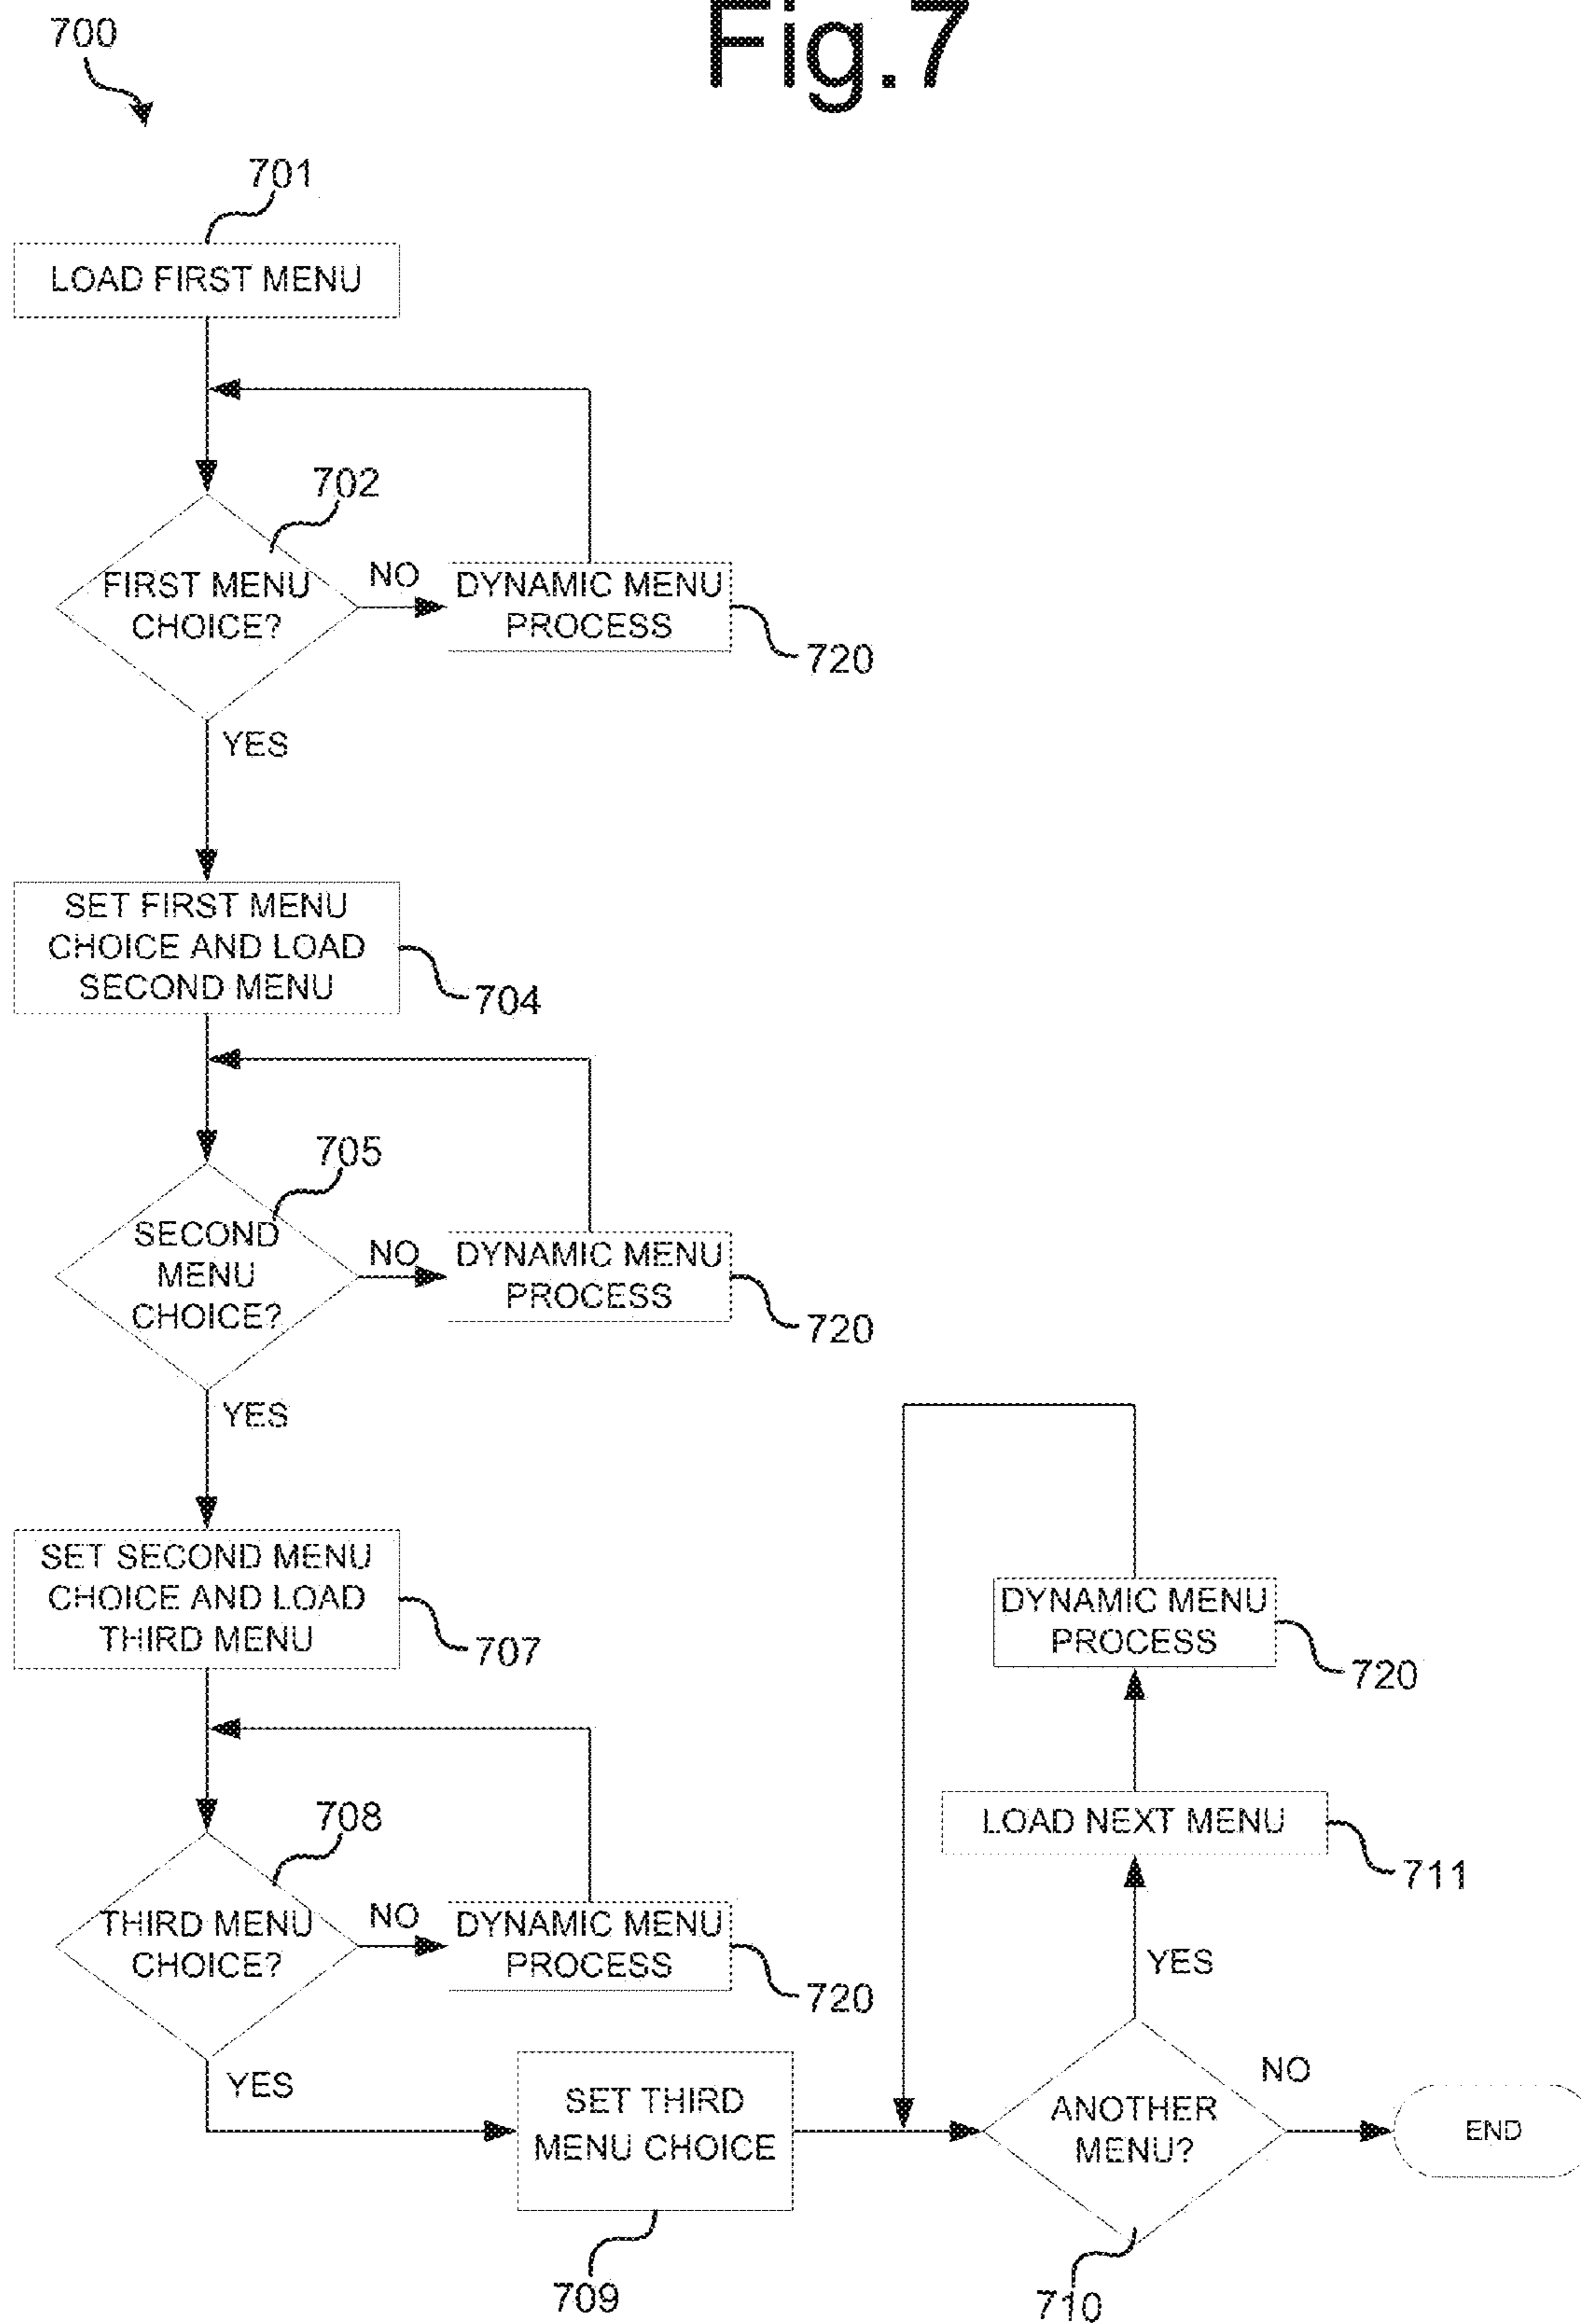 Fig.7
700
701
LOAD FIRST MENU
702
FIRST MENU
CHOICE?
NO
DYNAMIC MENU
PROCESS
720
YES
SET FIRST MENU
CHOICE AND LOAD
SECOND MENU
704
705
SECOND
MENU
CHOICE?
NO
DYNAMIC MENU
PROCESS
720
YES
SET SECOND MENU
CHOICE AND LOAD
THIRD MENU
707
708
THIRD MENU
CHOICE?
NO
DYNAMIC MENU
PROCESS
720
YES
SET THIRD
MENU CHOICE
709
DYNAMIC MENU
PROCESS
720
LOAD NEXT MENU
711
YES
ANOTHER
MENU?
710
NO
END